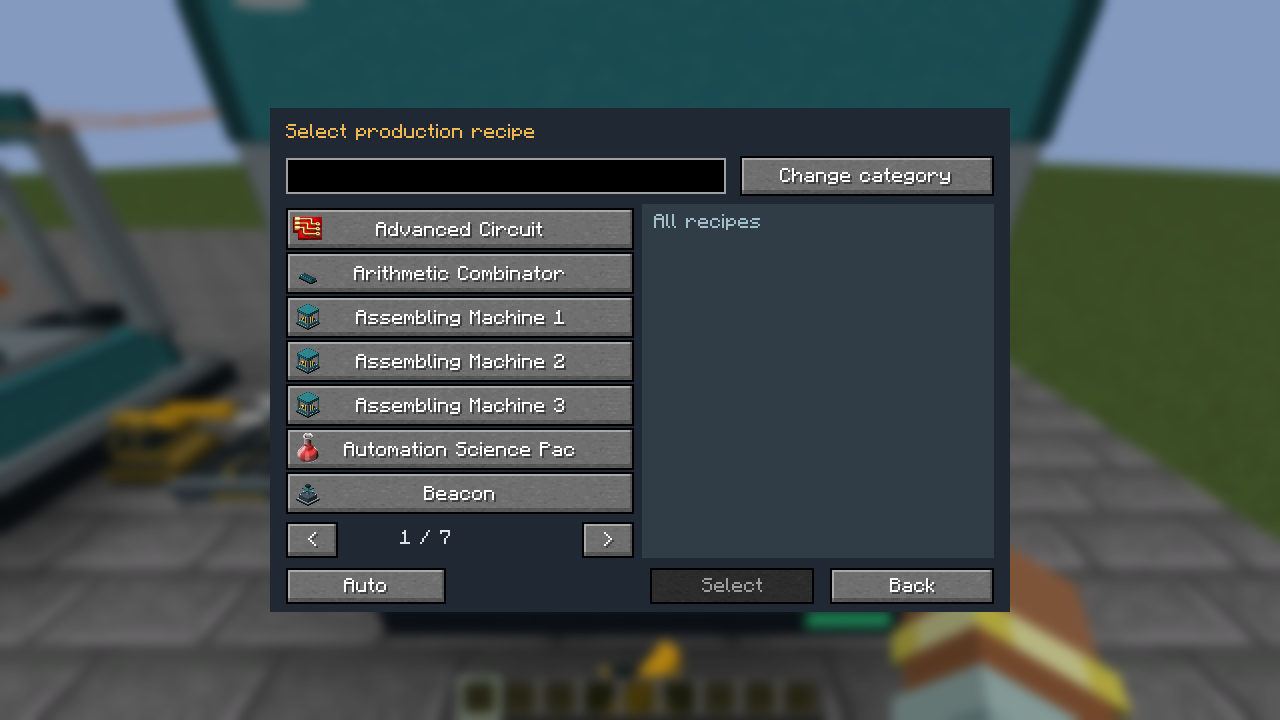 Select production recipe
Change category
All recipes
Advanced Circuit
Arithmetic Combinator
Assembling Machine 1
Assembling Machine 2
Assembling Machine 3
Automation Science Pac
Beacon
< 1 / 7 >
Auto
Select
Back